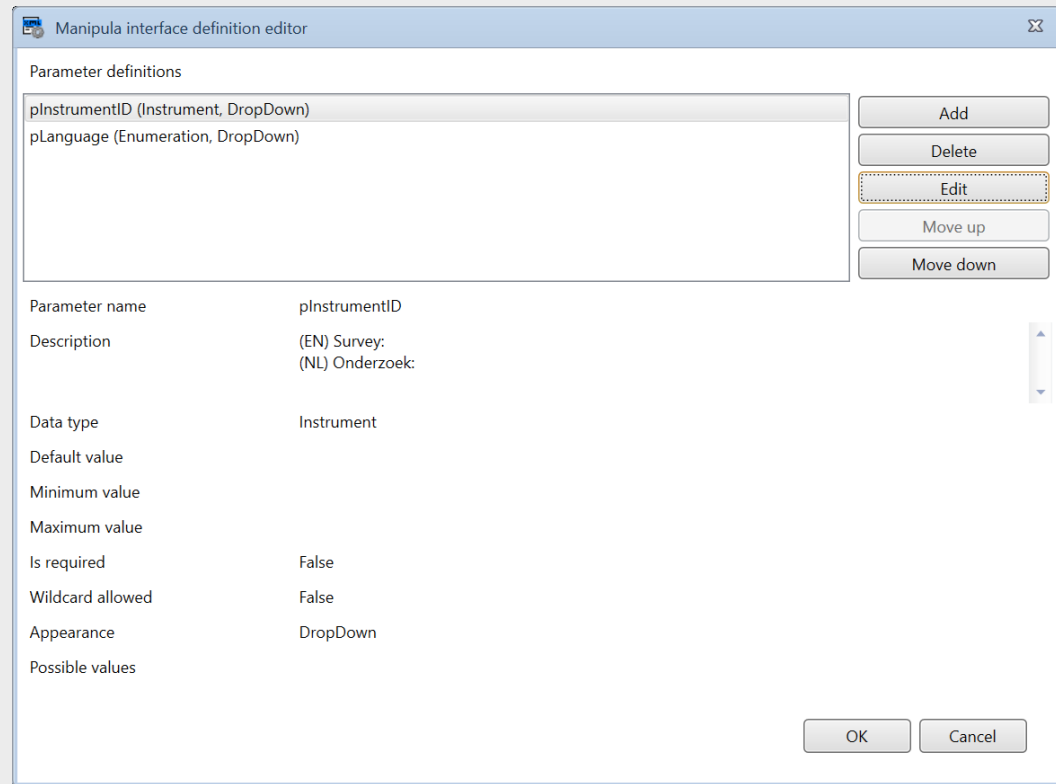 Manipula interface definition editor
Parameter definitions
pInstrumentID (Instrument, DropDown)
pLanguage (Enumeration, DropDown)
Add
Delete
Edit
Move up
Move down
Parameter name pInstrumentID
Description (EN) Survey:
(NL) Onderzoek:
Data type Instrument
Default value
Minimum value
Maximum value
Is required False
Wildcard allowed False
Appearance DropDown
Possible values
OK Cancel